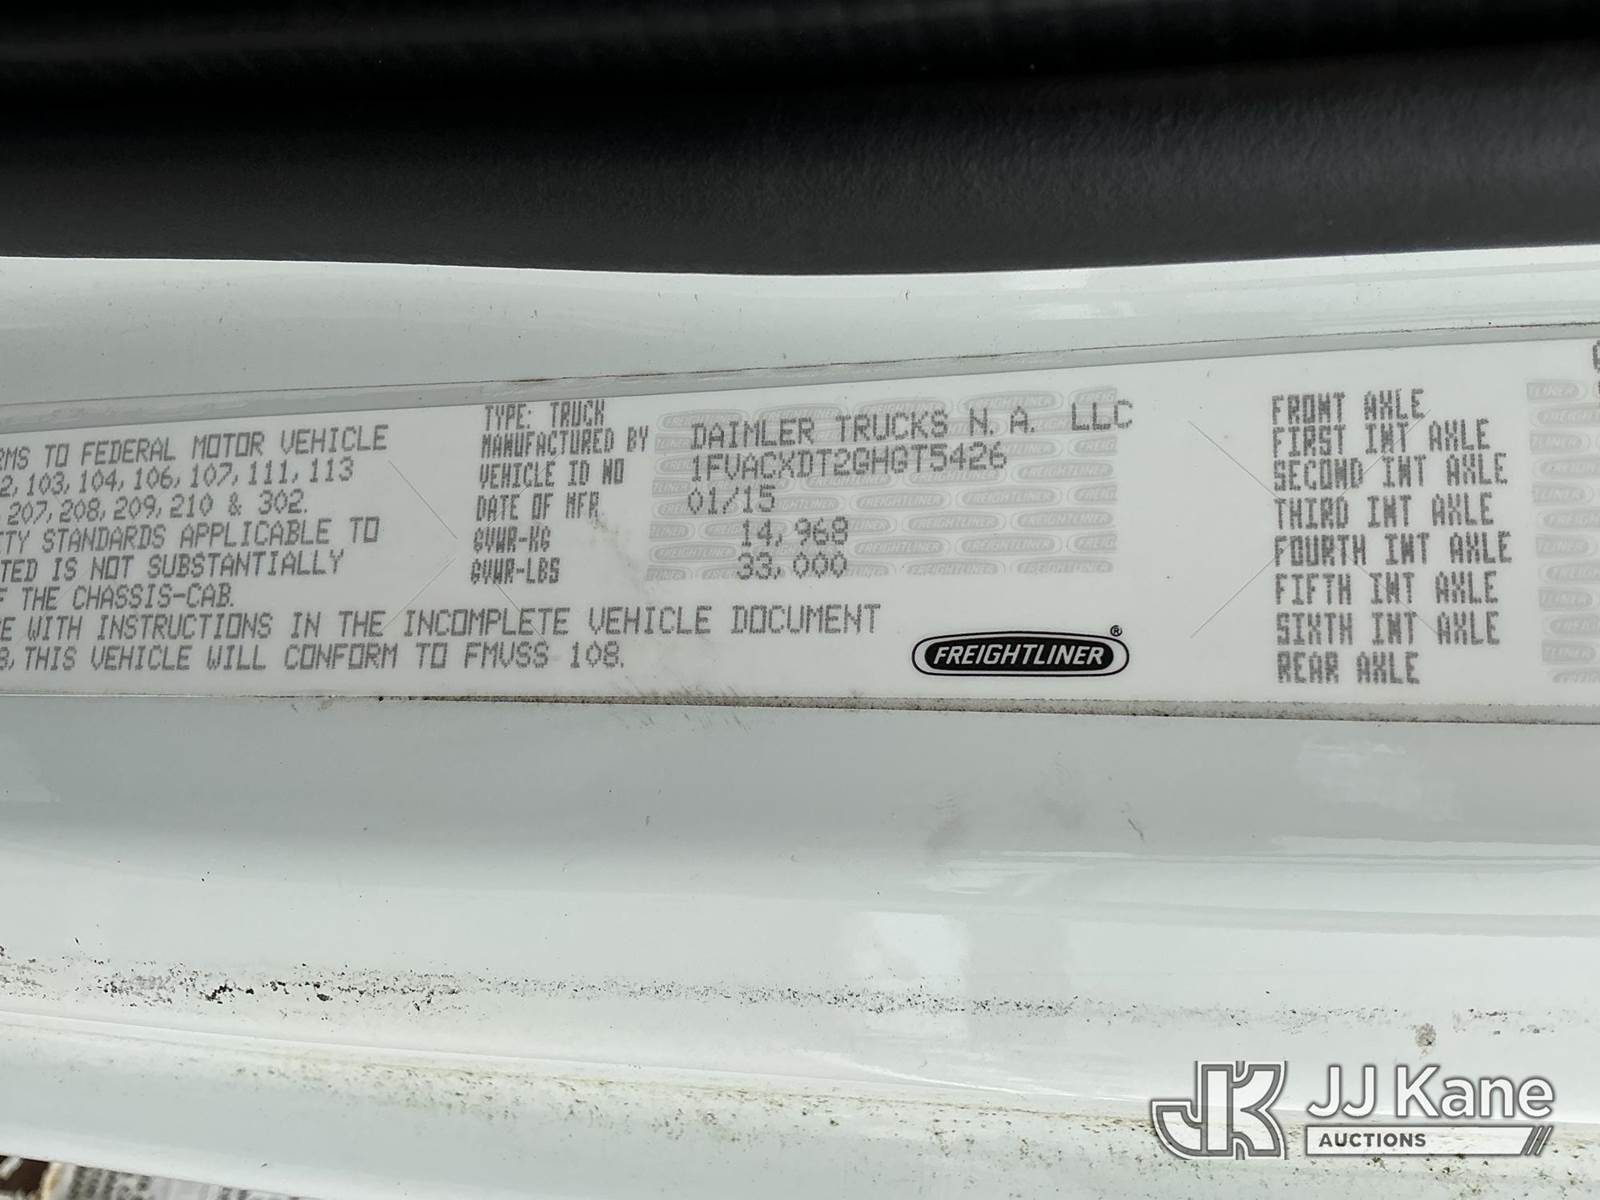 RMS TO FEDERAL MOTOR VEHICLE
2, 103, 104, 106, 107, 111, 113
, 207, 208, 209, 210 & 302.
TY STANDARDS APPLICABLE TO
TED IS NOT SUBSTANTIALLY
F THE CHASSIS-CAB.
E WITH INSTRUCTIONS IN THE INCOMPLETE VEHICLE DOCUMENT
8, THIS VEHICLE WILL CONFORM TO FMVSS 108.
TYPE: TRUCK
MANUFACTURED BY DAIMLER TRUCKS N. A. LLC
VEHICLE ID NO 1FVACXDT2GHGT5426
DATE OF MFR 01/15
GVWR-KG 14, 968
GVWR-LBS 33, 000
FREIGHTLINER®
FRONT AXLE
FIRST INT AXLE
SECOND INT AXLE
THIRD INT AXLE
FOURTH INT AXLE
FIFTH INT AXLE
SIXTH INT AXLE
REAR AXLE
JK JJ Kane
AUCTIONS